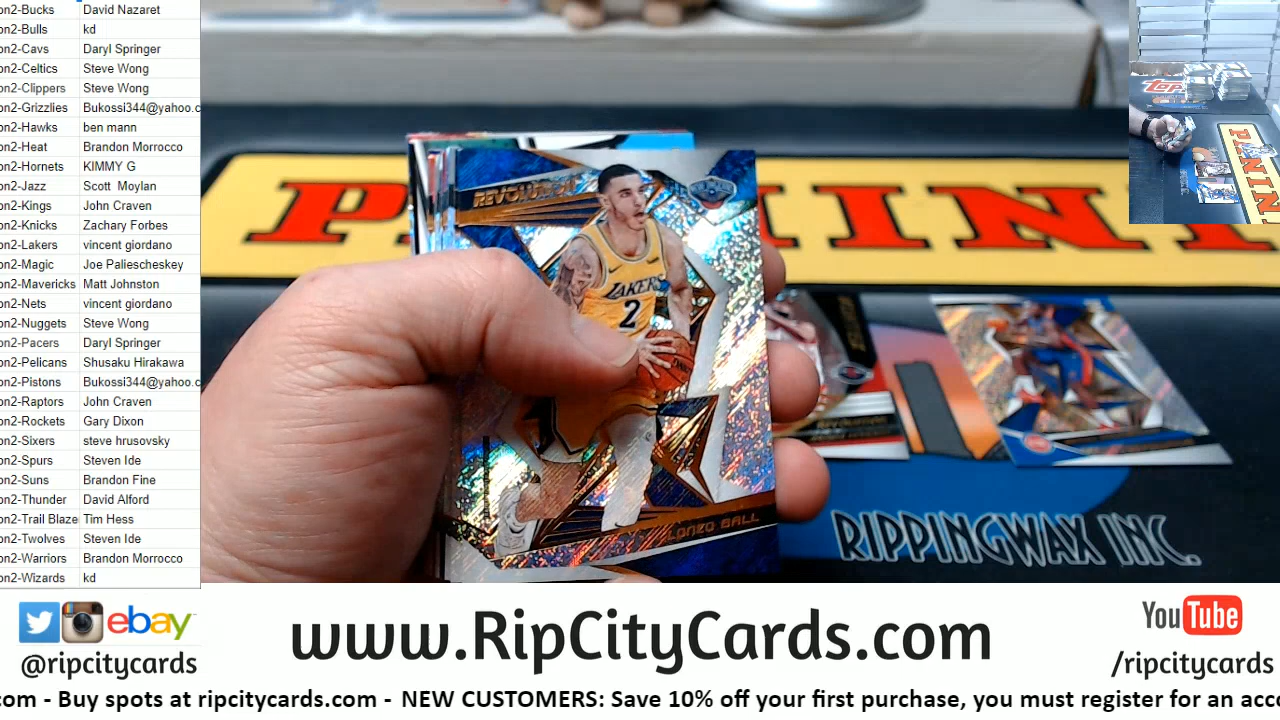 on2-Bucks David Nazaret
on2-Bulls kd
on2-Cavs Daryl Springer
on2-Celtics Steve Wong
on2-Clippers Steve Wong
on2-Grizzlies Bukossi344@yahoo.c
on2-Hawks ben mann
on2-Heat Brandon Morrocco
on2-Hornets KIMMY G
on2-Jazz Scott Moylan
on2-Kings John Craven
on2-Knicks Zachary Forbes
on2-Lakers vincent giordano
on2-Magic Joe Paliescheskey
on2-Mavericks Matt Johnston
on2-Nets vincent giordano
on2-Nuggets Steve Wong
on2-Pacers Daryl Springer
on2-Pelicans Shusaku Hirakawa
on2-Pistons Bukossi344@yahoo.c
on2-Raptors John Craven
on2-Rockets Gary Dixon
on2-Sixers steve hrusovsky
on2-Spurs Steven Ide
on2-Suns Brandon Fine
on2-Thunder David Alford
on2-Trail Blaze Tim Hess
on2-Twolves Steven Ide
on2-Warriors Brandon Morrocco
on2-Wizards kd
REVOLUTION
LAKERS
2
LONZO BALL
RIPPINGWAX INC.
ebay
@ripcitycards
www.RipCityCards.com
YouTube
/ripcitycards
com - Buy spots at ripcitycards.com - NEW CUSTOMERS: Save 10% off your first purchase, you must register for an acco